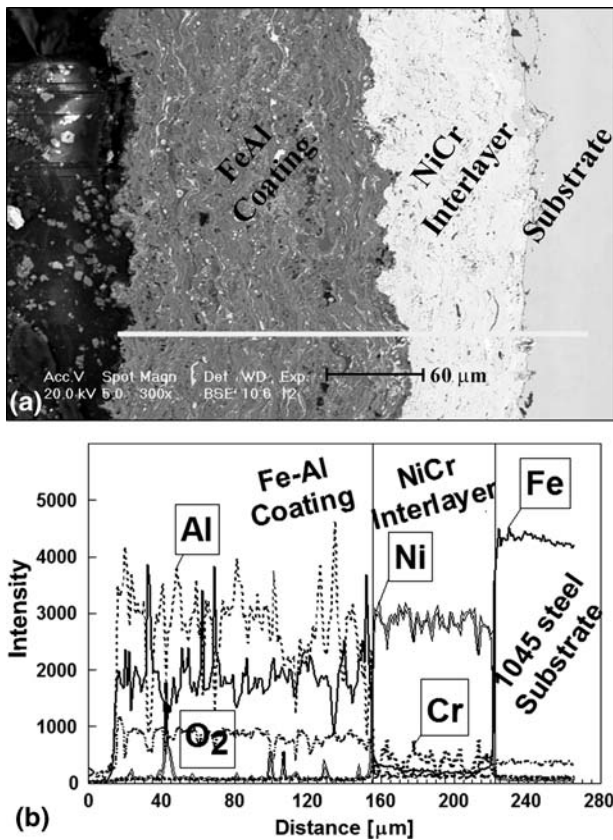 FeAl
Coating
NiCr
Interlayer
Substrate
Acc.V Spot Magn Det WD Exp.
20.0 kV 5.0 300x BSE 10.6 12
60 µm
(a)
Fe-Al
Coating
NiCr
Interlayer
Fe
Al
Ni
1045 steel
Substrate
O2
Cr
Intensity
5000
4000
3000
2000
1000
0
0 40 80 120 160 200 240 280
Distance [µm]
(b)